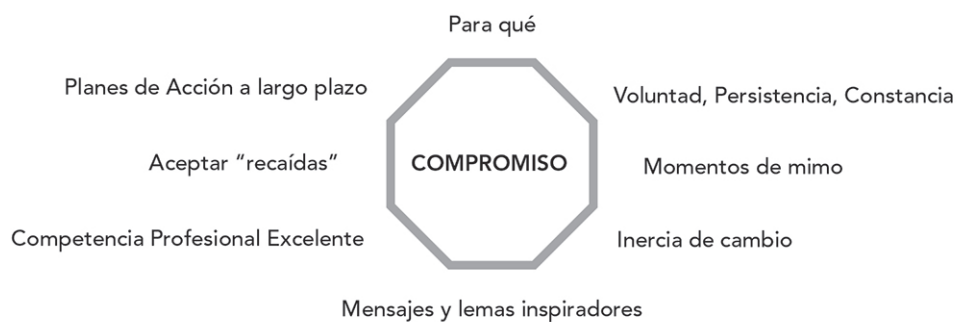 Para qué
Planes de Acción a largo plazo
Voluntad, Persistencia, Constancia
Aceptar “recaídas”
COMPROMISO
Momentos de mimo
Competencia Profesional Excelente
Inercia de cambio
Mensajes y lemas inspiradores